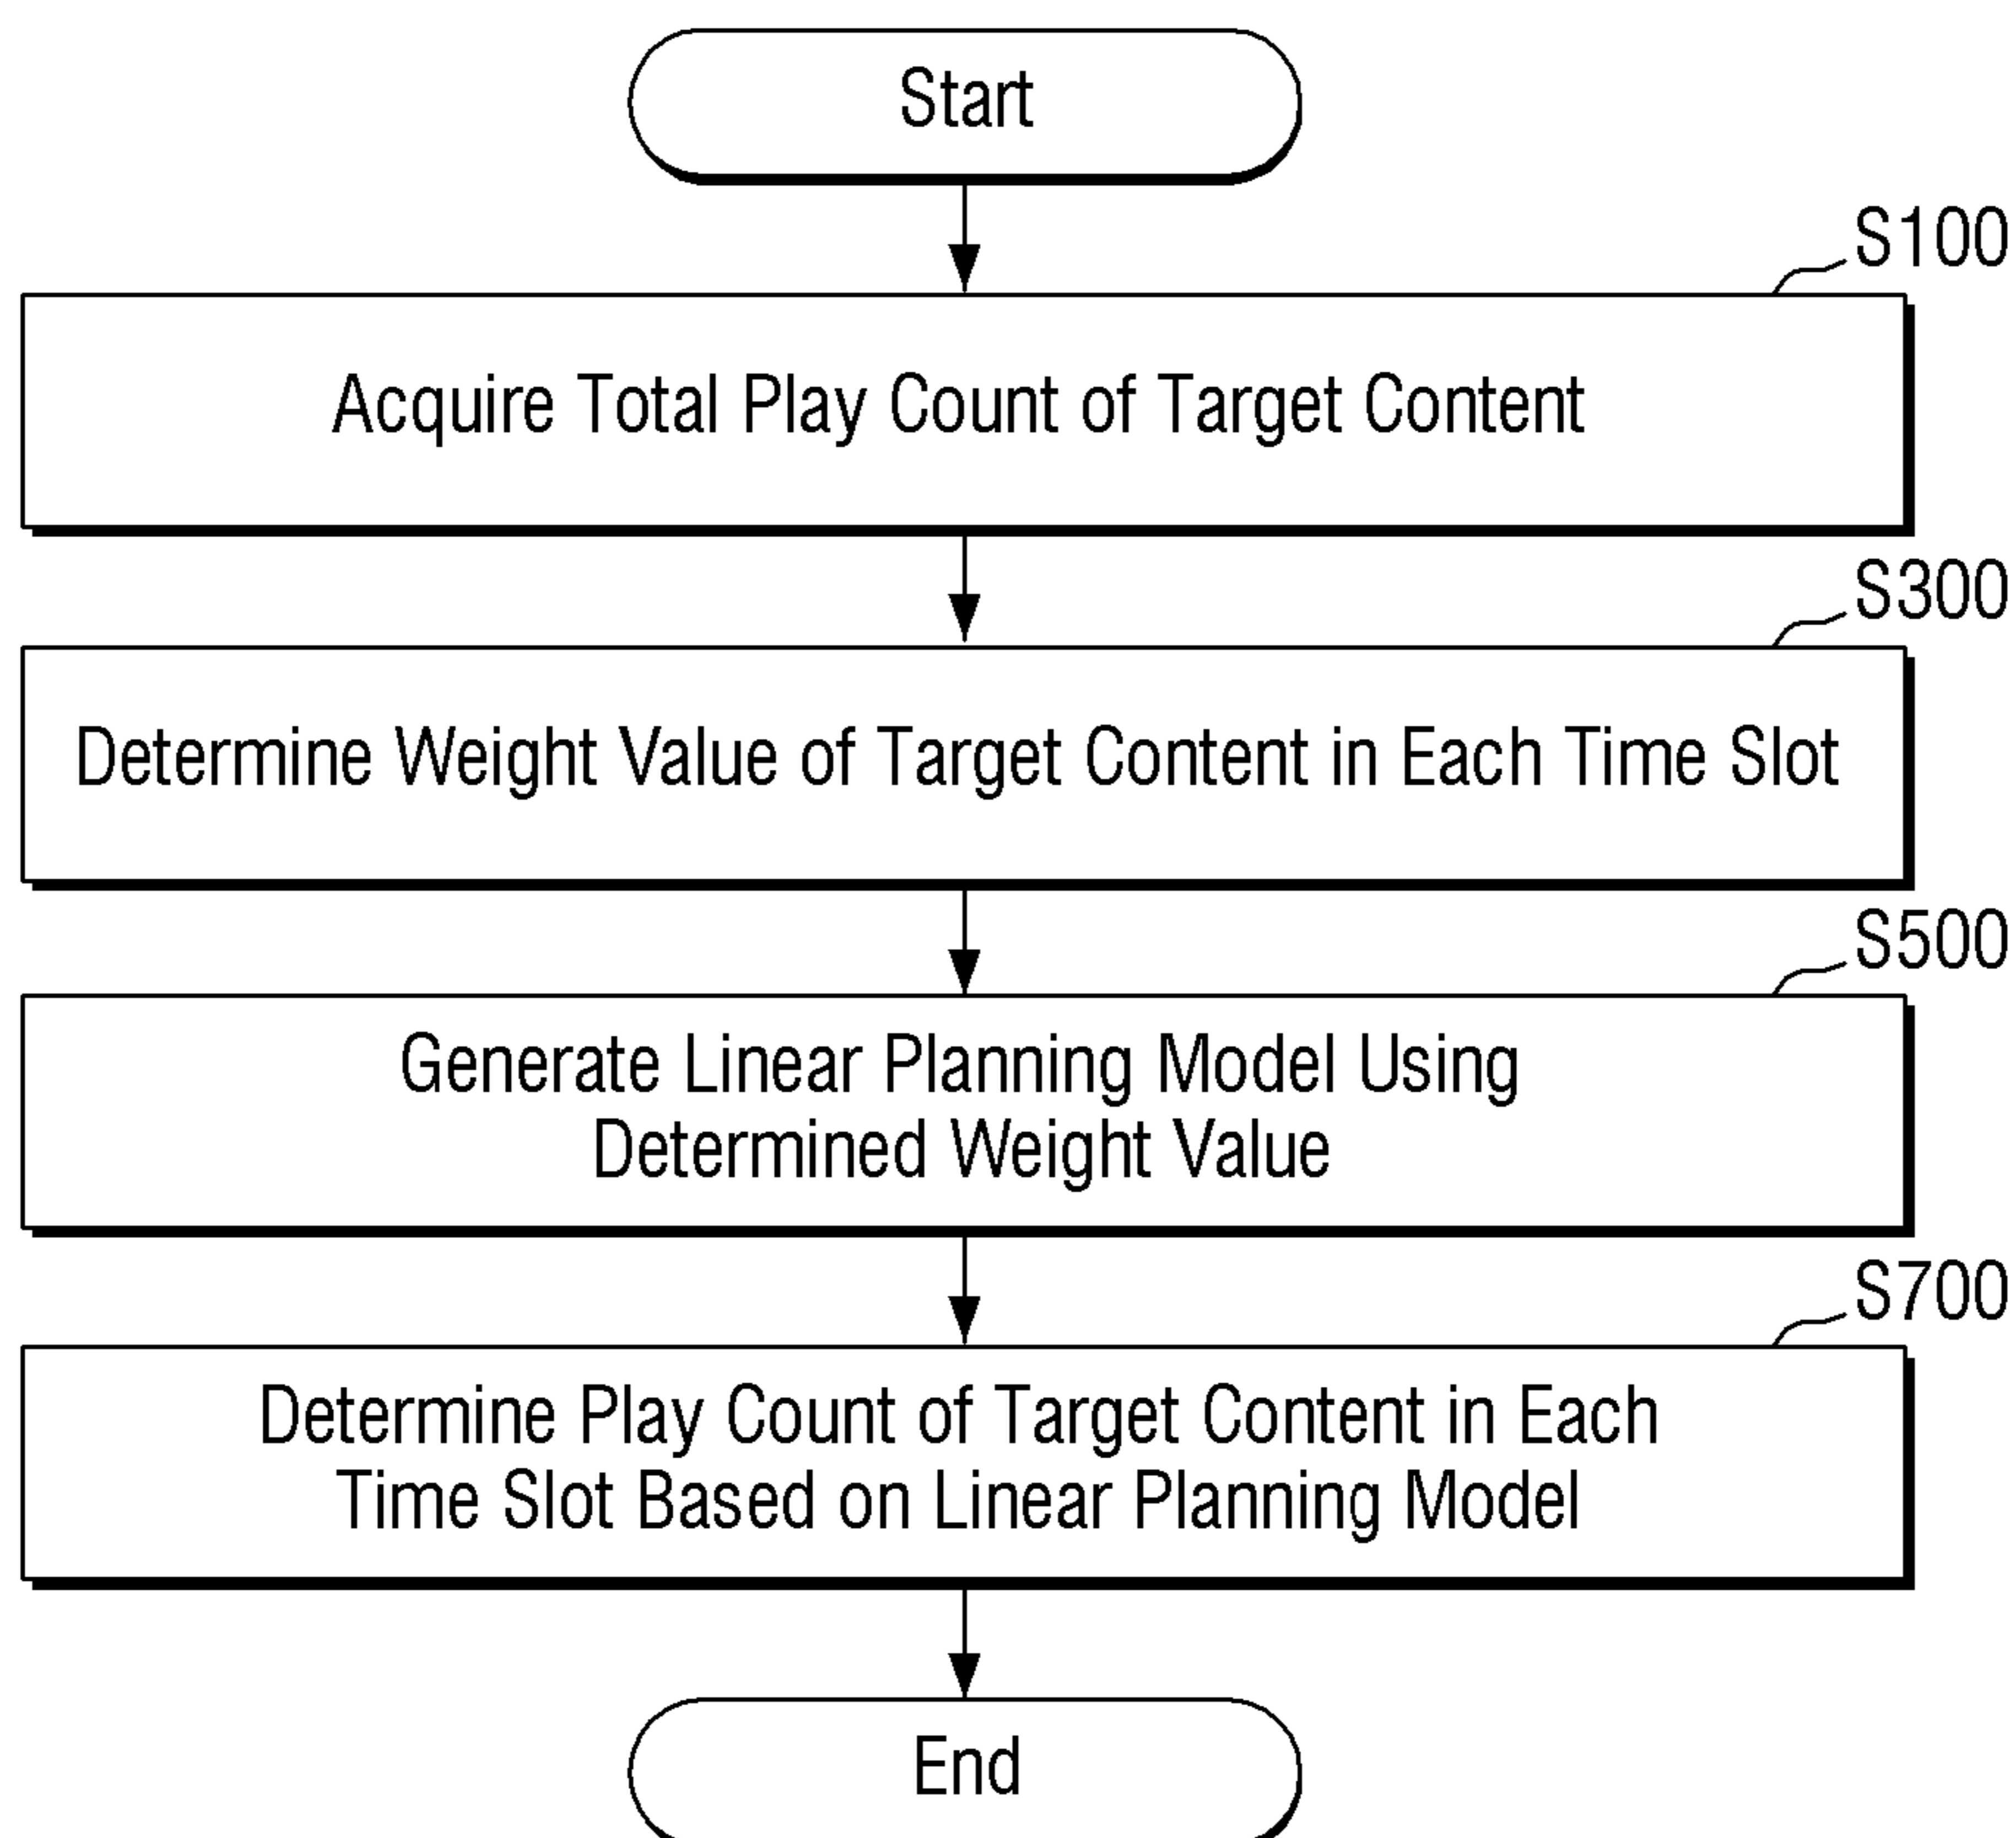 Start
S100
Acquire Total Play Count of Target Content
S300
Determine Weight Value of Target Content in Each Time Slot
S500
Generate Linear Planning Model Using
Determined Weight Value
S700
Determine Play Count of Target Content in Each
Time Slot Based on Linear Planning Model
End